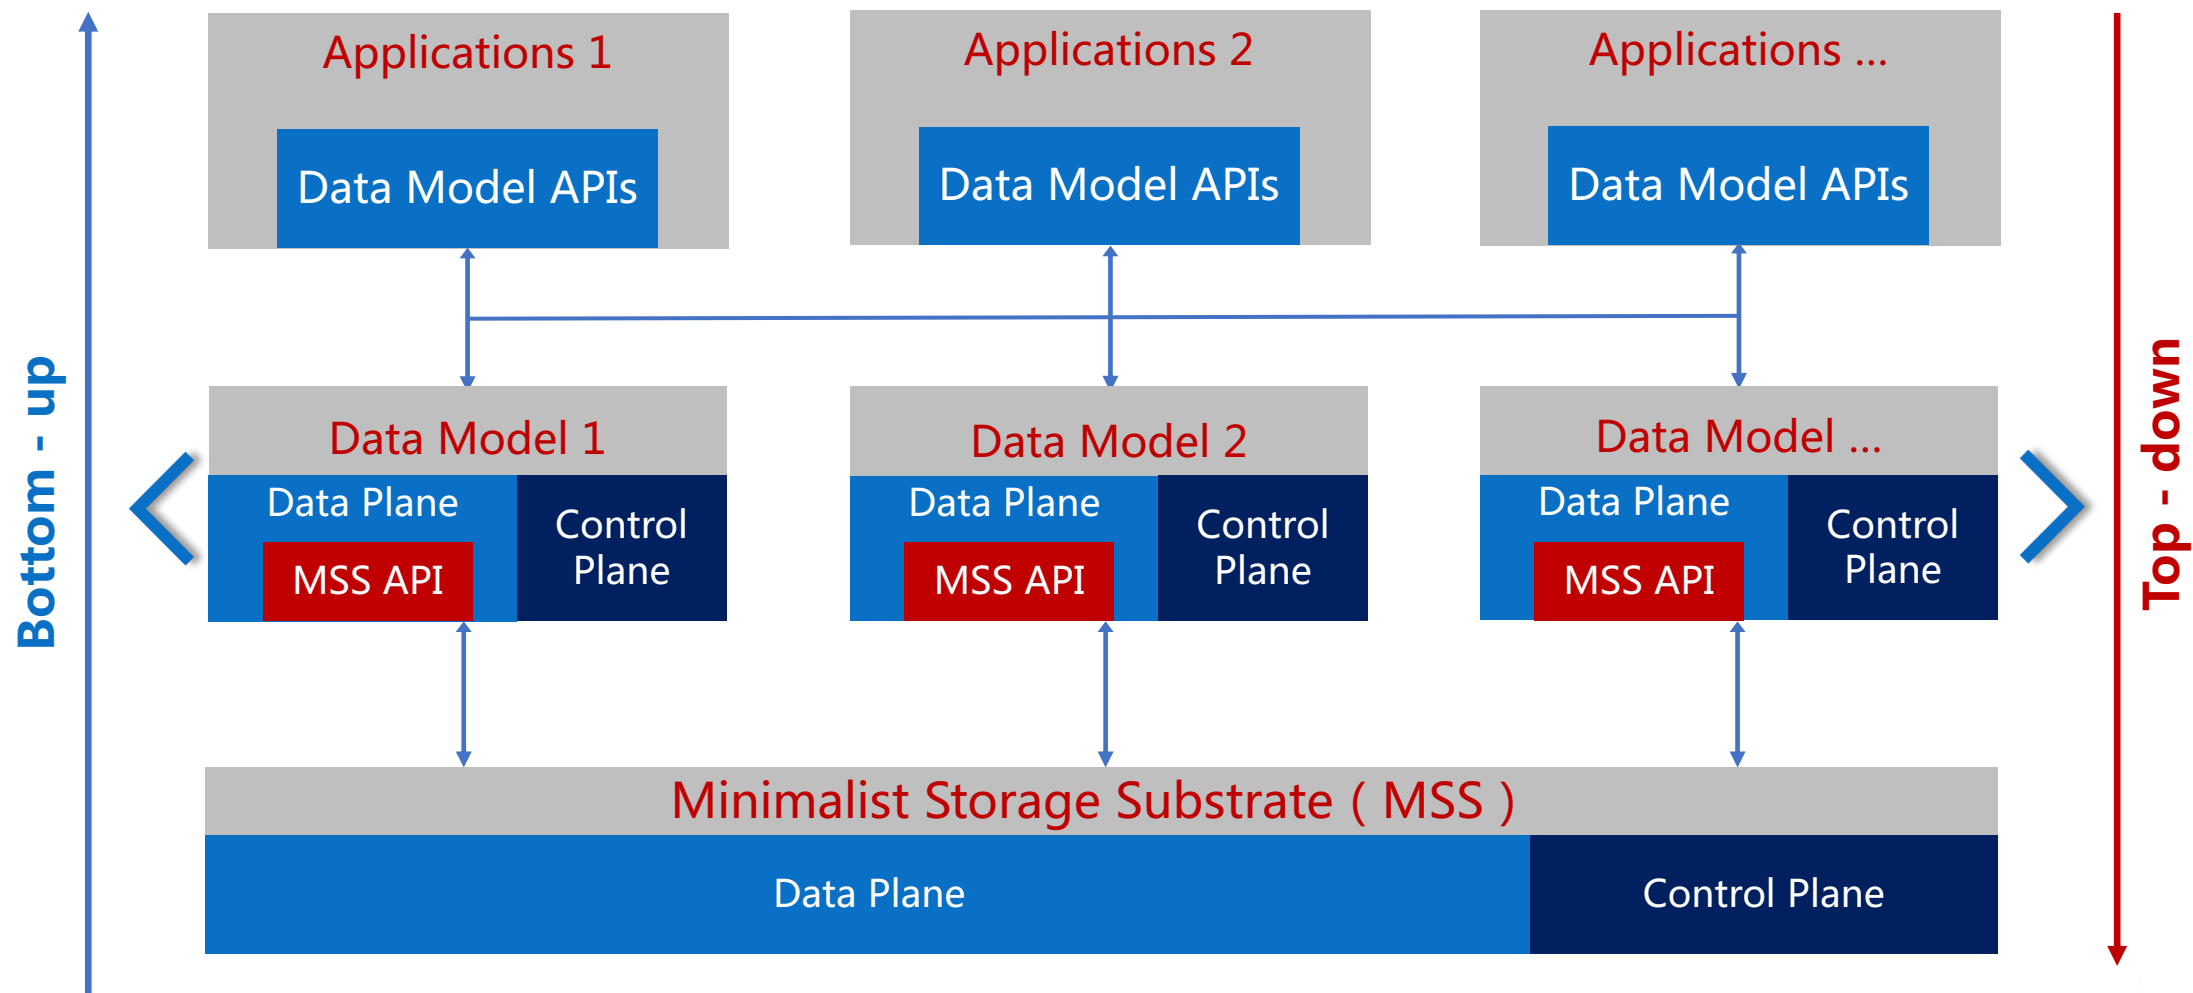 Applications 1
Applications 2
Applications ...
Data Model APIs
Data Model APIs
Data Model APIs
Bottom - up
Top - down
Data Model 1
Data Model 2
Data Model ...
Data Plane
Control
Plane
MSS API
Data Plane
Control
Plane
MSS API
Data Plane
Control
Plane
MSS API
Minimalist Storage Substrate ( MSS )
Data Plane
Control Plane